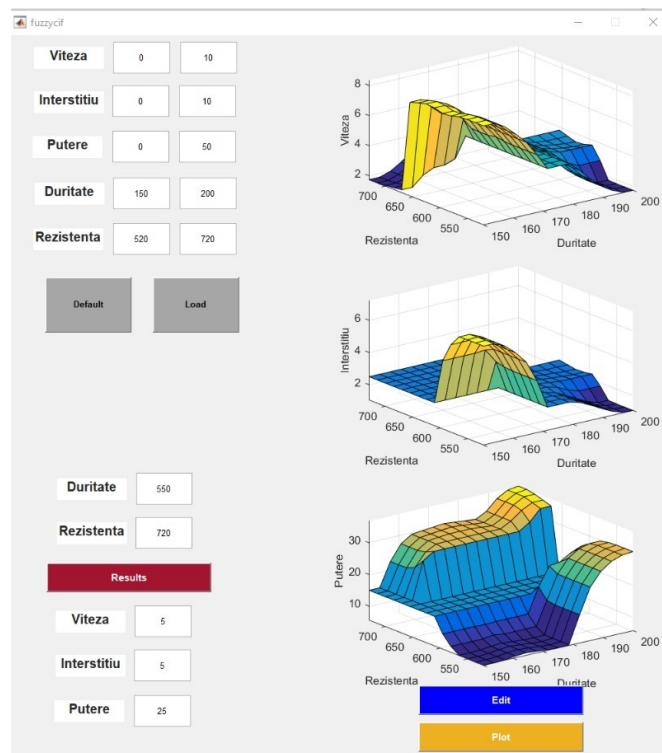 fuzzycif
Viteza 0 10
Interstitiu 0 10
Putere 0 50
Duritate 150 200
Rezistenta 520 720
Default Load
Duritate 550
Rezistenta 720
Results
Viteza 5
Interstitiu 5
Putere 25
8
6
4
2
Viteza
700
650
600
550
Rezistenta
150
160
170
180
190
200
Duritate
6
4
2
Interstitiu
700
650
600
550
Rezistenta
150
160
170
180
190
200
Duritate
30
20
10
Putere
700
650
600
550
Rezistenta
150
160
170
180
190
200
Duritate
Edit
Plot